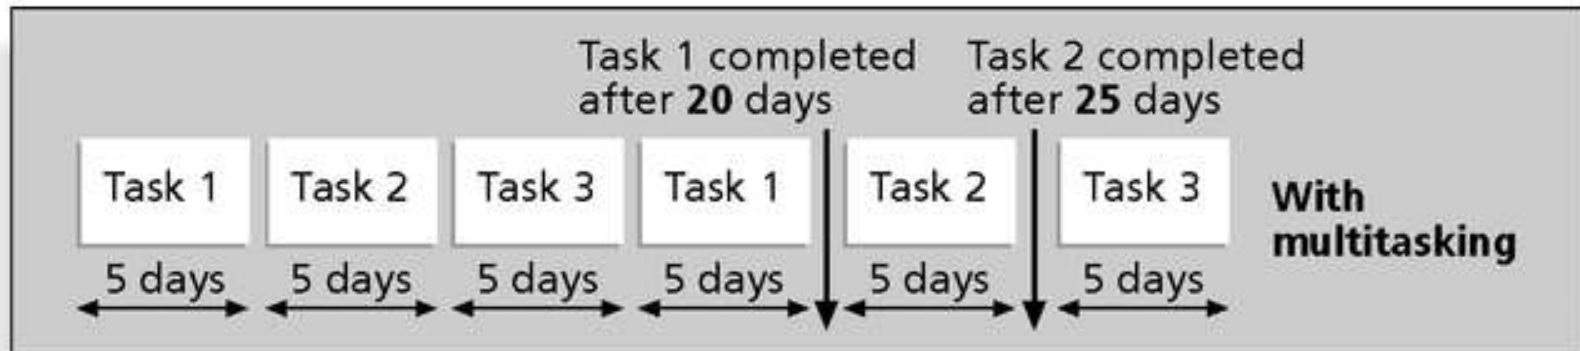 Task 1 completed
after 20 days
Task 2 completed
after 25 days
Task 1
Task 2
Task 3
Task 1
Task 2
Task 3
With
multitasking
5 days
5 days
5 days
5 days
5 days
5 days